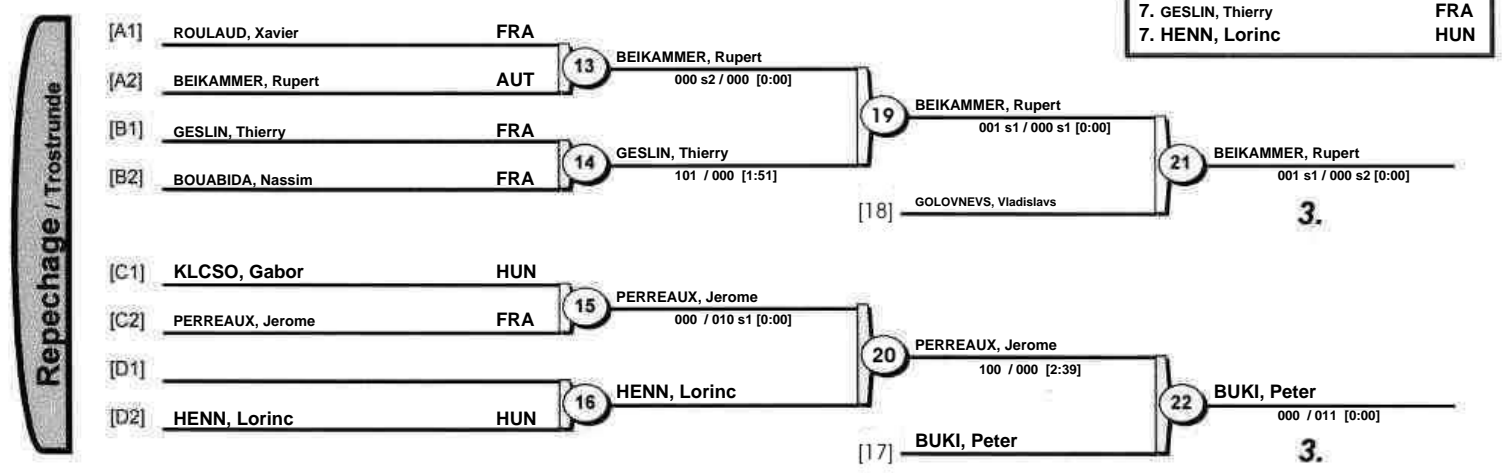 7. GESLIN, Thierry FRA
7. HENN, Lorinc HUN
Repechage / Trostrunde
[A1] ROULAUD, Xavier FRA
13
BEIKAMMER, Rupert
000 s2 / 000 [0:00]
[A2] BEIKAMMER, Rupert AUT
19
BEIKAMMER, Rupert
001 s1 / 000 s1 [0:00]
[B1] GESLIN, Thierry FRA
14
GESLIN, Thierry
101 / 000 [1:51]
[B2] BOUABIDA, Nassim FRA
21
BEIKAMMER, Rupert
001 s1 / 000 s2 [0:00]
[18] GOLOVNEVS, Vladislavs
3.
[C1] KLCSO, Gabor HUN
15
PERREAUX, Jerome
000 / 010 s1 [0:00]
[C2] PERREAUX, Jerome FRA
20
PERREAUX, Jerome
100 / 000 [2:39]
[D1]
16
HENN, Lorinc
[D2] HENN, Lorinc HUN
22
BUKI, Peter
000 / 011 [0:00]
[17] BUKI, Peter
3.